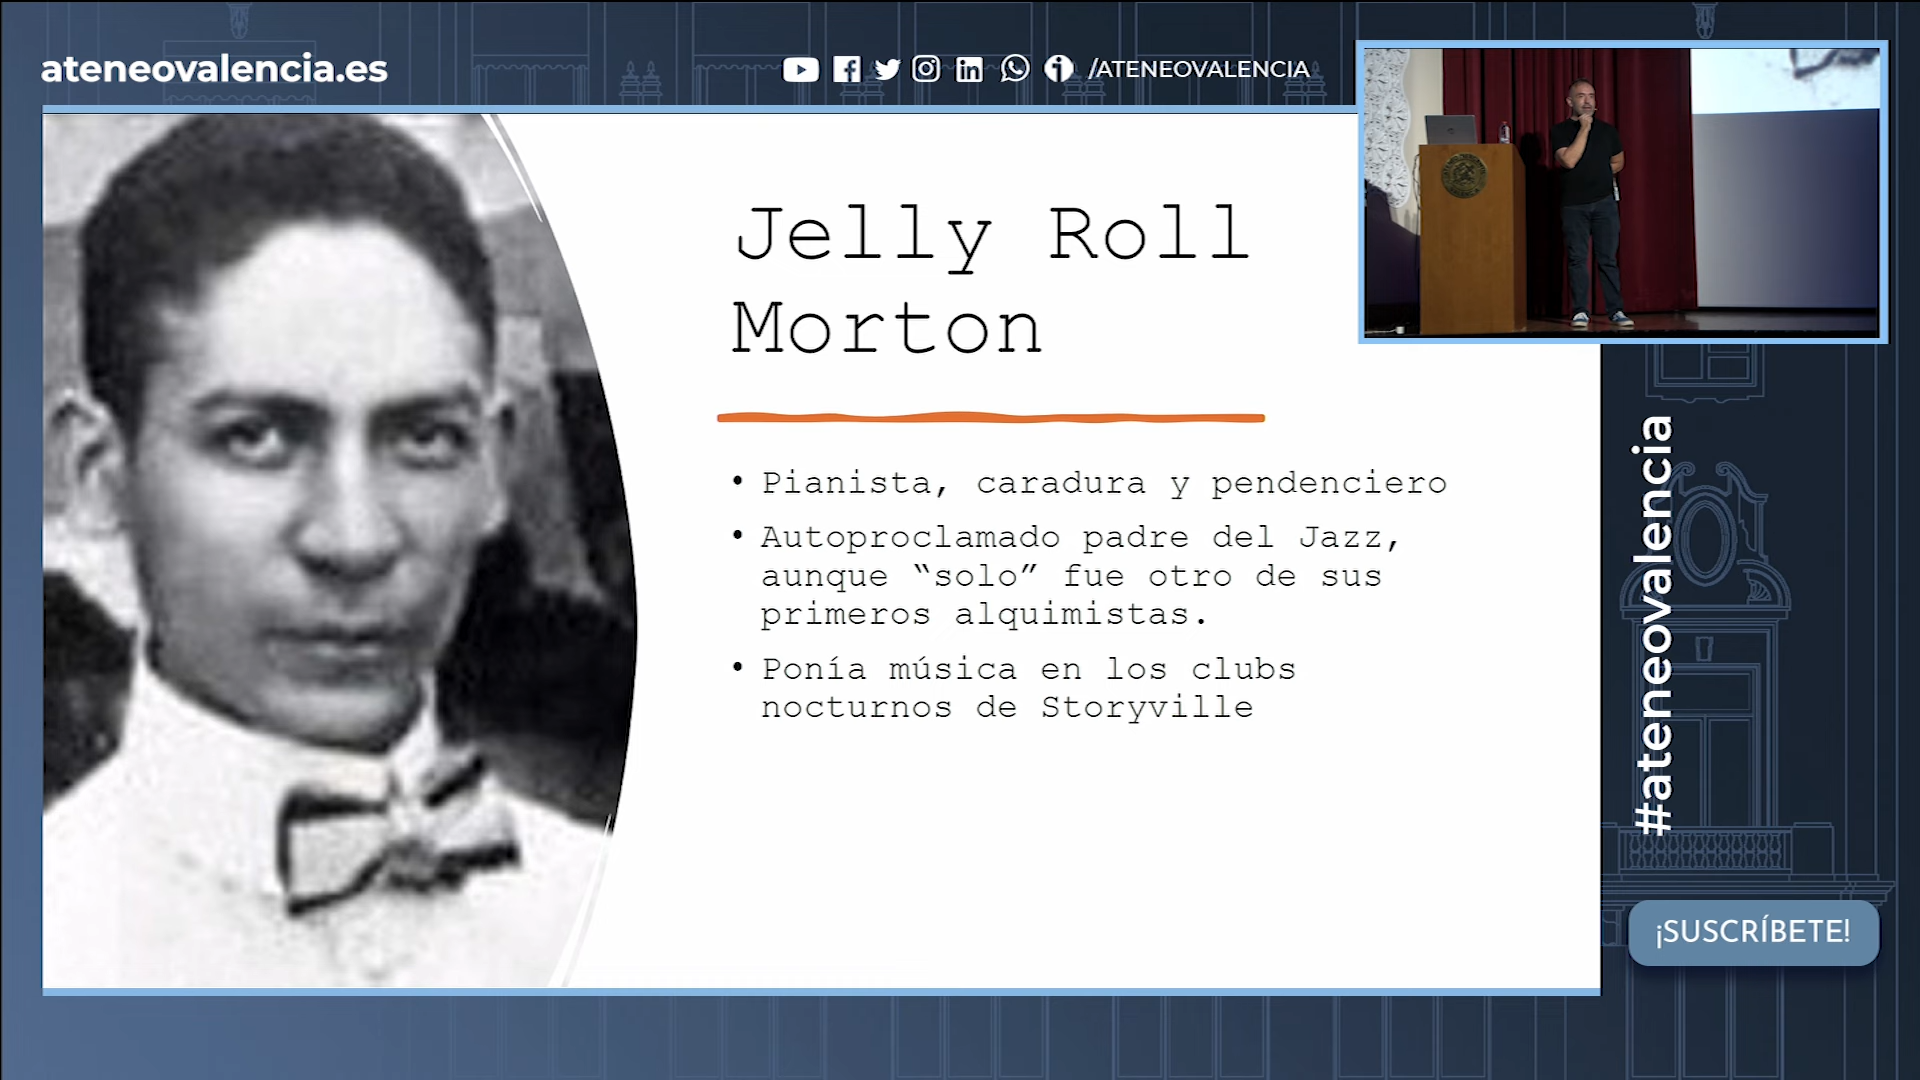 ateneovalencia.es
/ATENEOVALENCIA
Jelly Roll
Morton
• Pianista, caradura y pendenciero
• Autoproclamado padre del Jazz,
aunque “solo” fue otro de sus
primeros alquimistas.
• Ponía música en los clubs
nocturnos de Storyville
#ateneovalencia
¡SUSCRÍBETE!